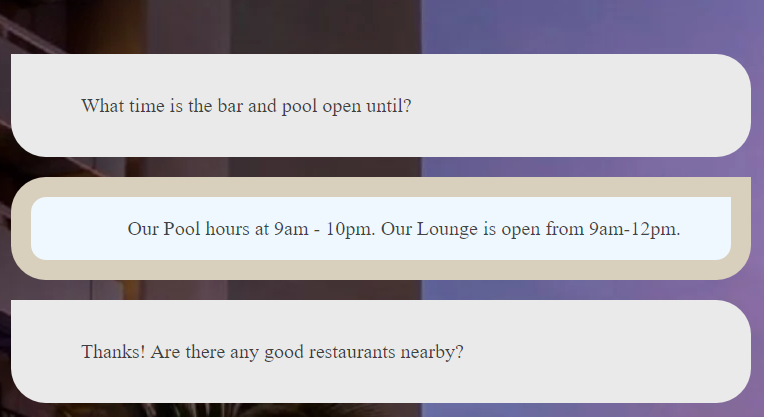 What time is the bar and pool open until?
Our Pool hours at 9am - 10pm. Our Lounge is open from 9am-12pm.
Thanks! Are there any good restaurants nearby?